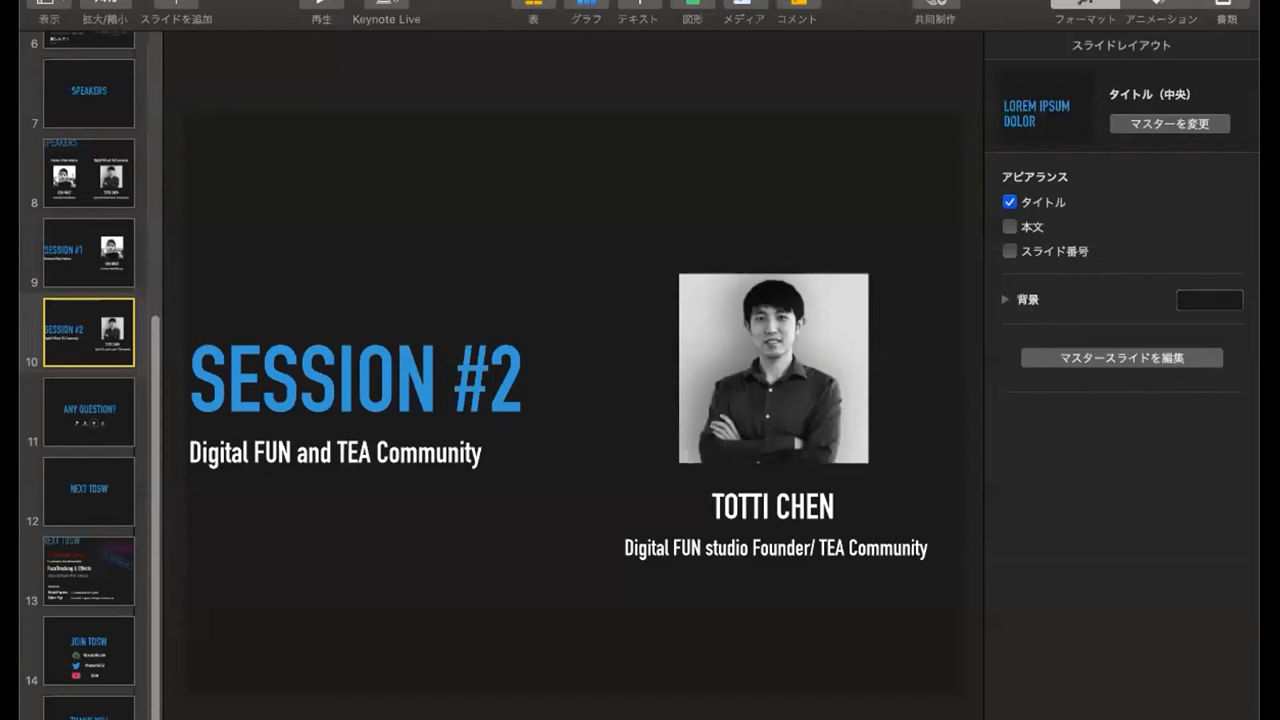 表示
拡大/縮小
スライドを追加
再生
Keynote Live
表
グラフ
テキスト
図形
メディア
コメント
共同制作
フォーマット
アニメーション
書類
6
SPEAKERS
7
SPEAKERS
8
SESSION #1
9
SESSION #2
10
ANY QUESTION?
11
NEXT TDSW
12
NEXT TDSW
13
JOIN TDSW
14
SESSION #2
Digital FUN and TEA Community
TOTTI CHEN
Digital FUN studio Founder/ TEA Community
スライドレイアウト
LOREM IPSUM
DOLOR
タイトル（中央）
マスターを変更
アピアランス
タイトル
本文
スライド番号
背景
マスタースライドを編集